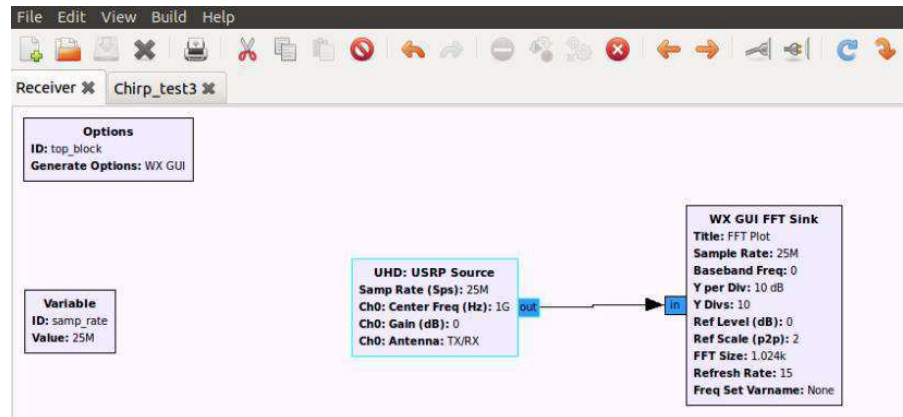 File Edit View Build Help
Receiver Chirp_test3
Options
ID: top_block
Generate Options: WX GUI
Variable
ID: samp_rate
Value: 25M
UHD: USRP Source
Samp Rate (Sps): 25M
Ch0: Center Freq (Hz): 1G
Ch0: Gain (dB): 0
Ch0: Antenna: TX/RX
out
in
WX GUI FFT Sink
Title: FFT Plot
Sample Rate: 25M
Baseband Freq: 0
Y per Div: 10 dB
Y Divs: 10
Ref Level (dB): 0
Ref Scale (p2p): 2
FFT Size: 1.024k
Refresh Rate: 15
Freq Set Varname: None